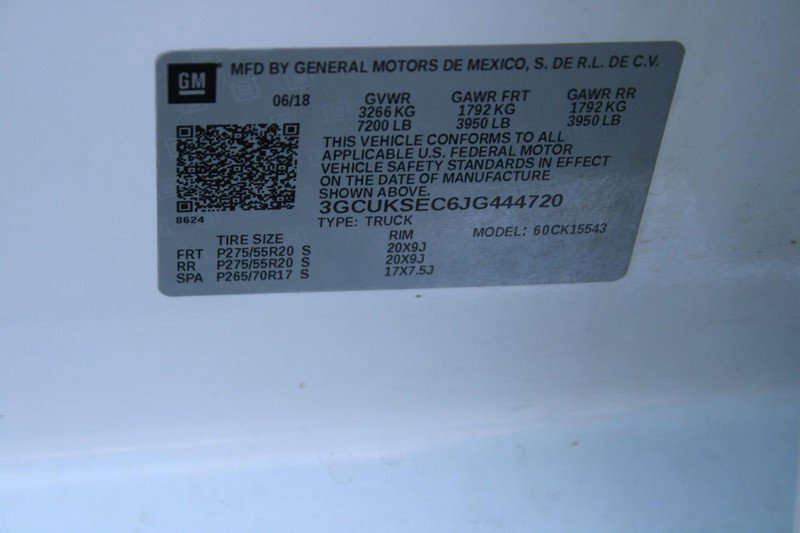 GM MFD BY GENERAL MOTORS DE MEXICO, S. DE R.L. DE C.V.
06/18 GVWR GAWR FRT GAWR RR
3266 KG 1792 KG 1792 KG
7200 LB 3950 LB 3950 LB
THIS VEHICLE CONFORMS TO ALL
APPLICABLE U.S. FEDERAL MOTOR
VEHICLE SAFETY STANDARDS IN EFFECT
ON THE DATE OF MANUFACTURE
SHOWN ABOVE.
3GCUKSEC6JG444720
8624 TYPE: TRUCK MODEL: 60CK15543
TIRE SIZE RIM
FRT P275/55R20 S 20X9J
RR P275/55R20 S 20X9J
SPA P265/70R17 S 17X7.5J